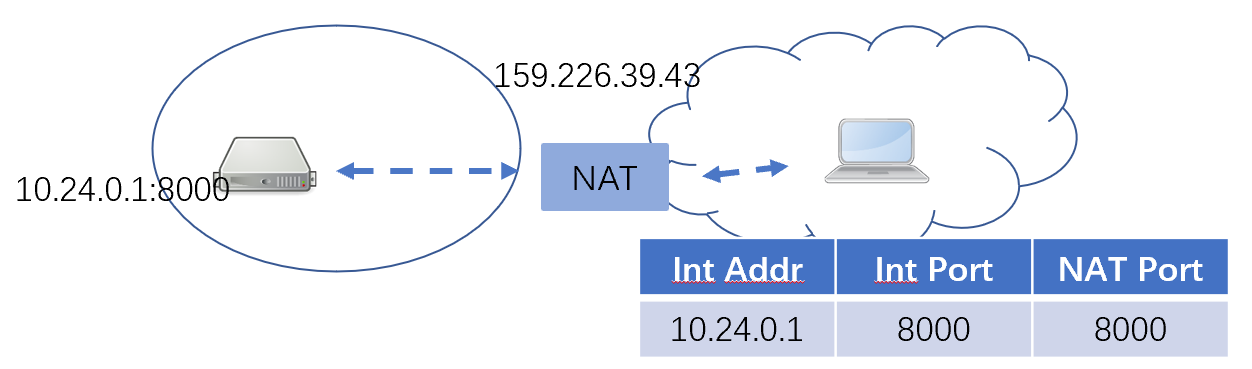 159.226.39.43
NAT
10.24.0.1:8000
Int Addr Int Port NAT Port
10.24.0.1 8000 8000